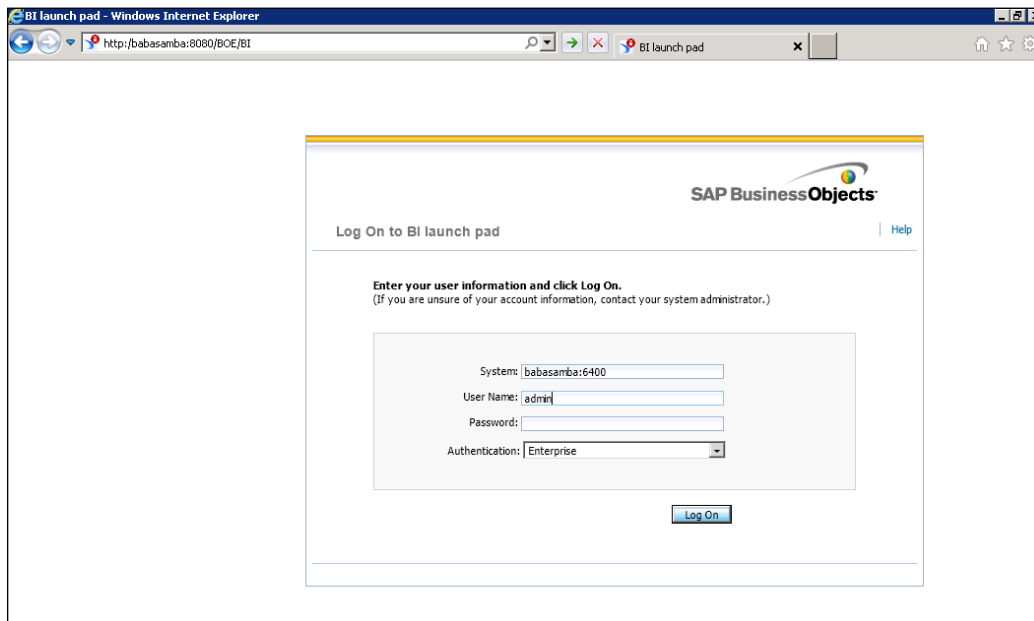 BI launch pad - Windows Internet Explorer
http:/babasamba:8080/BOE/BI
BI launch pad
SAP BusinessObjects
Log On to BI launch pad
Help
Enter your user information and click Log On.
(If you are unsure of your account information, contact your system administrator.)
System: babasamba:6400
User Name: admin
Password:
Authentication: Enterprise
Log On